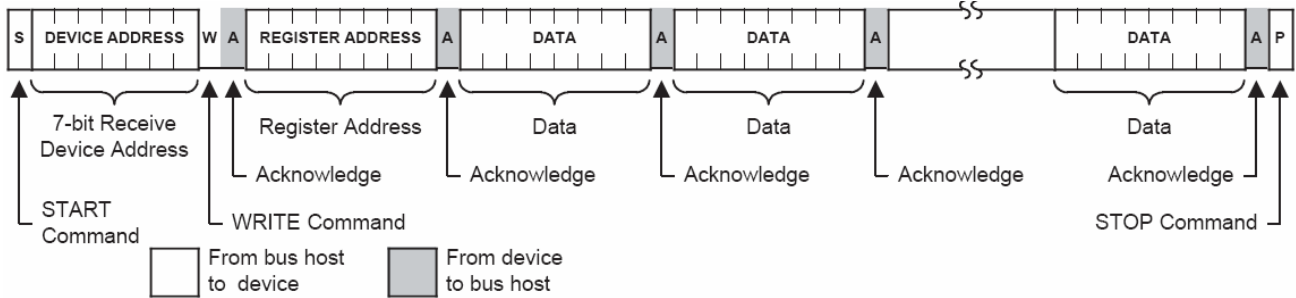 S DEVICE ADDRESS W A REGISTER ADDRESS A DATA A DATA A DATA A P
7-bit Receive
Device Address
Register Address
Data
Data
Data
Acknowledge
Acknowledge
Acknowledge
Acknowledge
Acknowledge
START
Command
WRITE Command
STOP Command
From bus host
to device
From device
to bus host